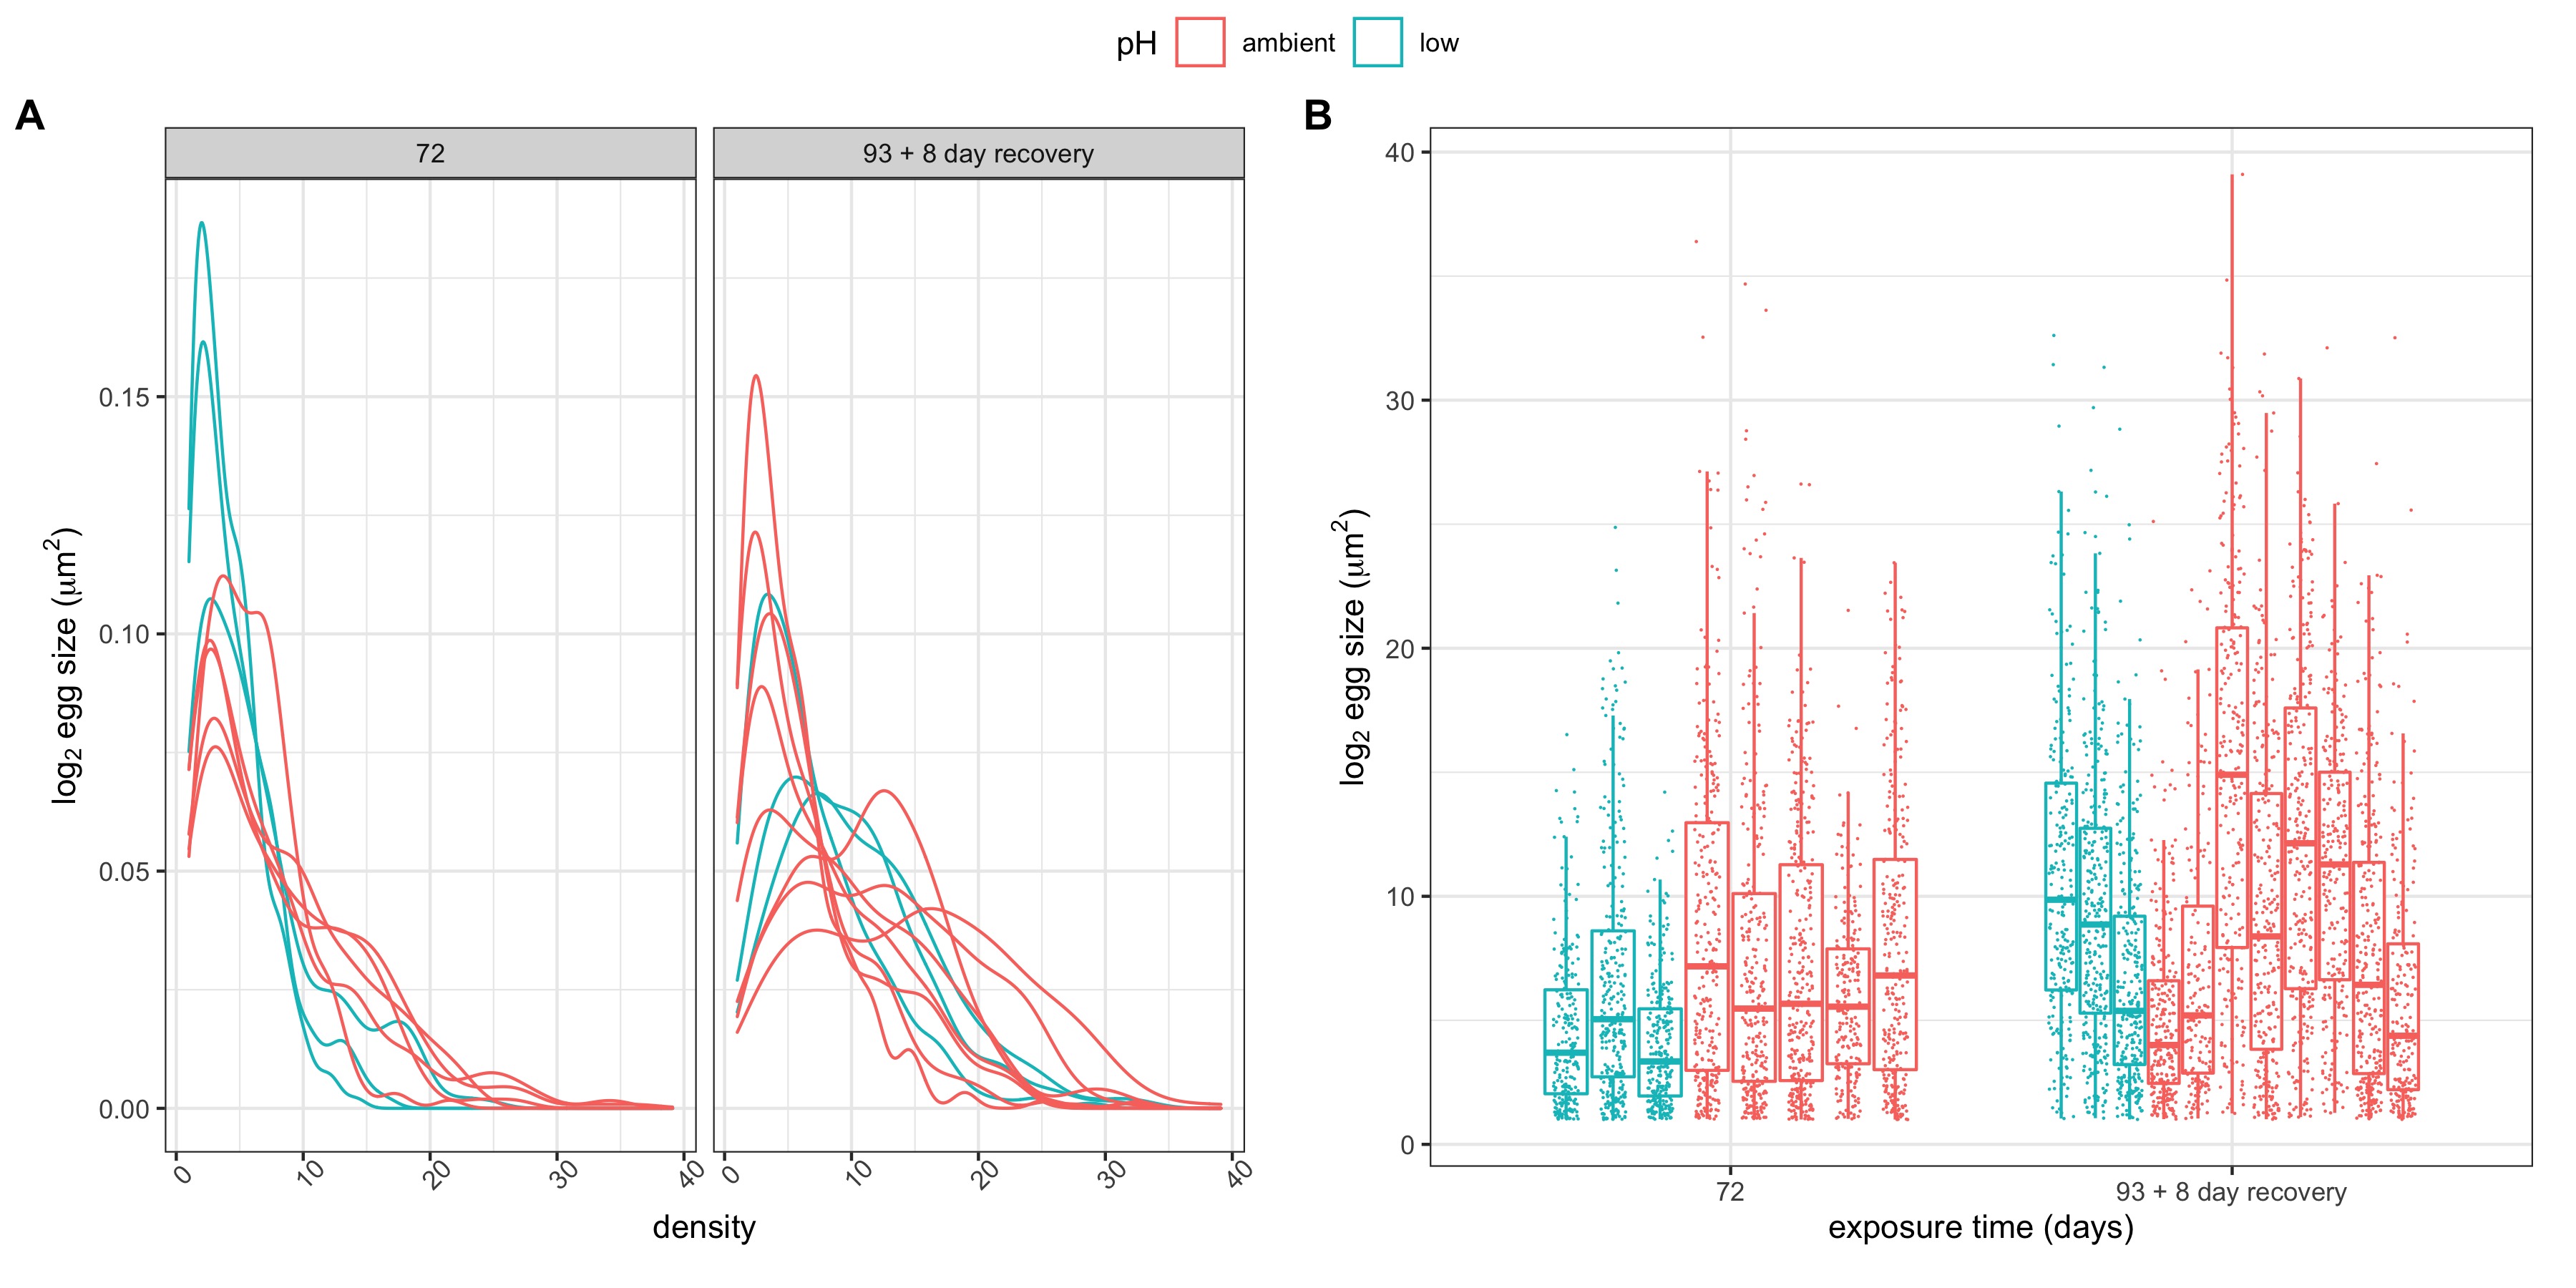 pH ambient low
A
72
93 + 8 day recovery
log₂ egg size (μm²)
0.15
0.10
0.05
0.00
0 10 20 30 40
0 10 20 30 40
density
B
log₂ egg size (μm²)
40
30
20
10
0
72
93 + 8 day recovery
exposure time (days)